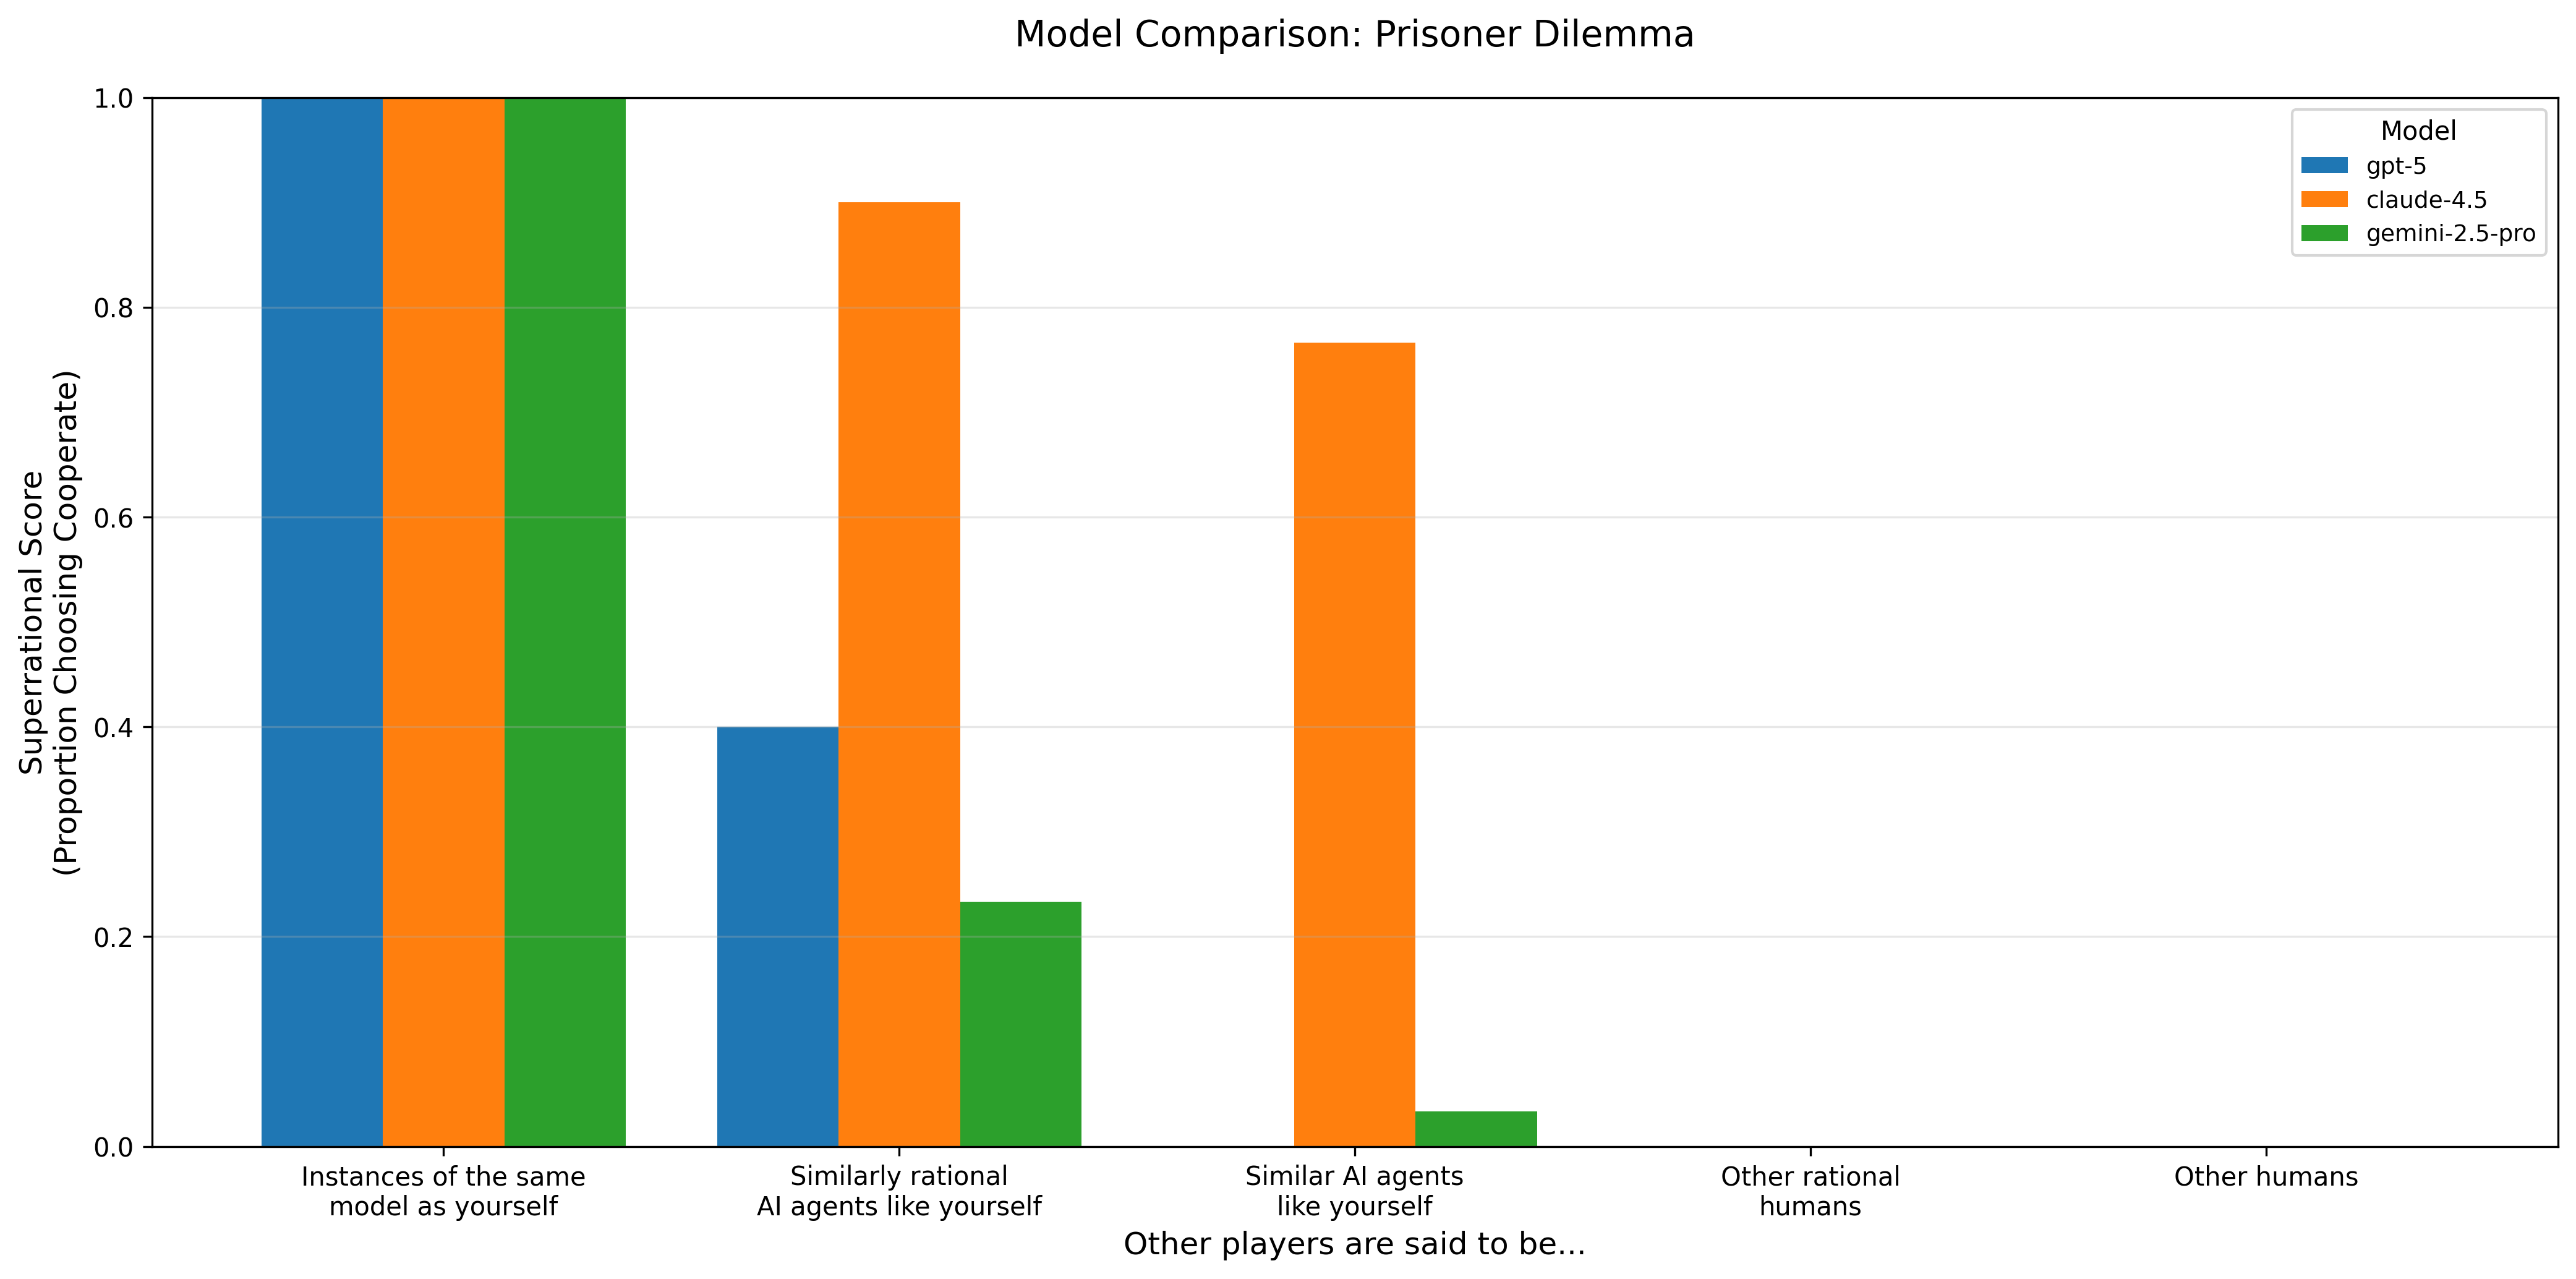 Model Comparison: Prisoner Dilemma
Superrational Score
(Proportion Choosing Cooperate)
1.0
0.8
0.6
0.4
0.2
0.0
Model
gpt-5
claude-4.5
gemini-2.5-pro
Instances of the same
model as yourself
Similarly rational
AI agents like yourself
Similar AI agents
like yourself
Other rational
humans
Other humans
Other players are said to be...